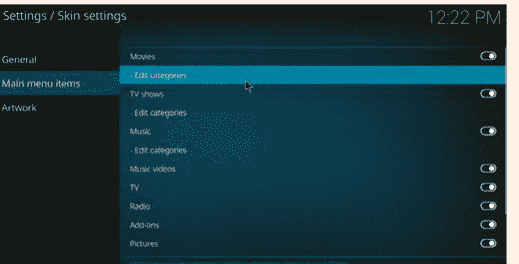 Settings / Skin settings
12:22 PM
General
Main menu items
Artwork
Movies
- Edit categories
TV shows
- Edit categories
Music
- Edit categories
Music videos
TV
Radio
Add-ons
Pictures